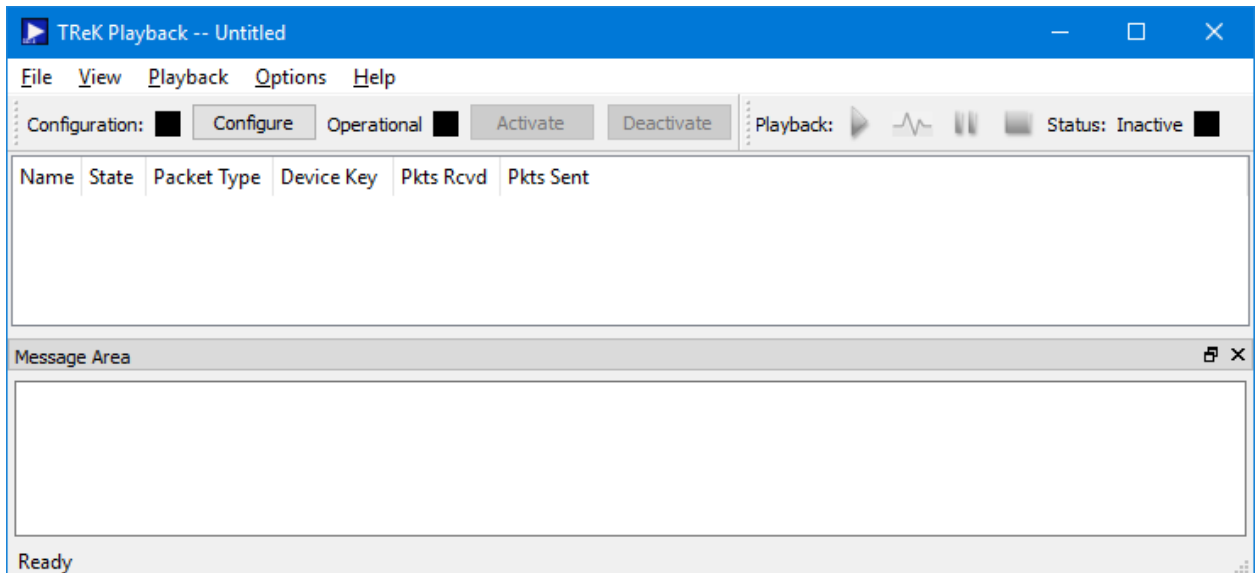 TReK Playback -- Untitled
File View Playback Options Help
Configuration: Configure Operational Activate Deactivate Playback: Status: Inactive
Name State Packet Type Device Key Pkts Rcvd Pkts Sent
Message Area
Ready